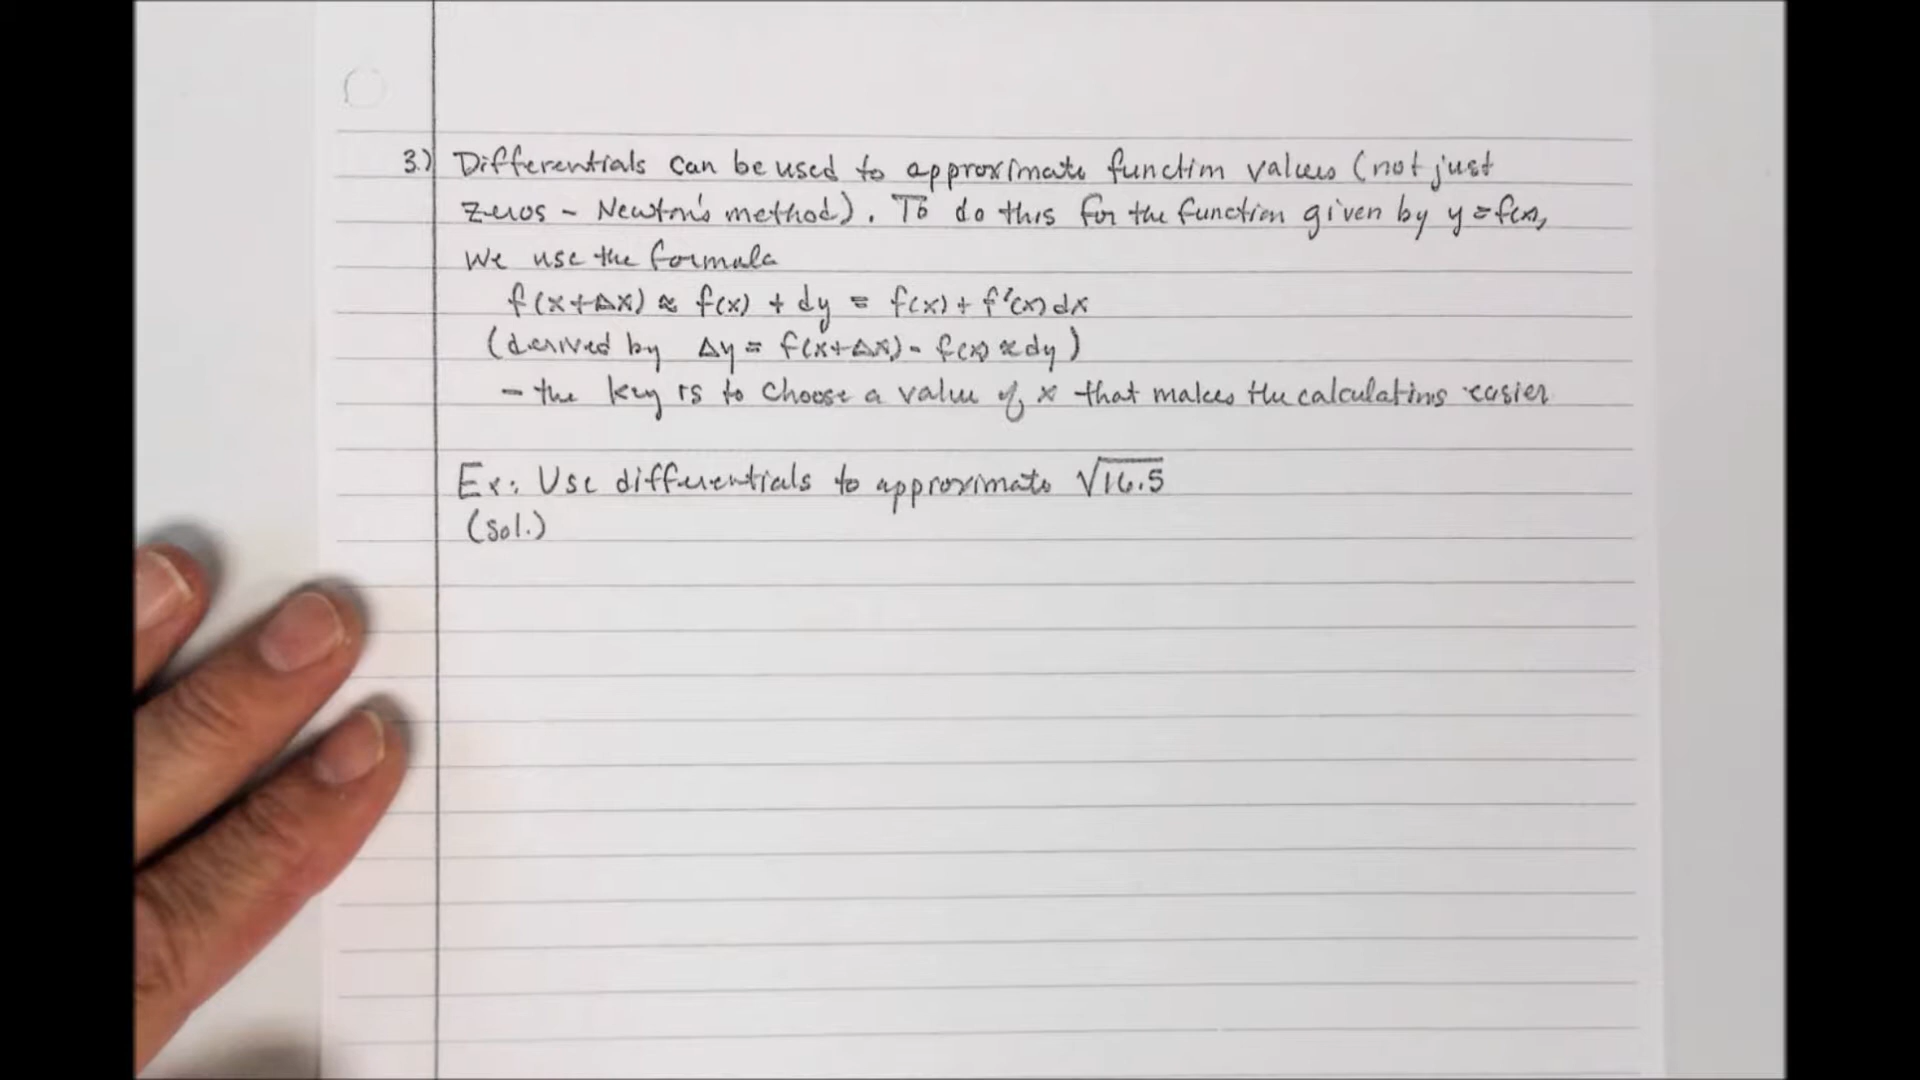 3.) Differentials can be used to approximate function values (not just
zeros - Newton's method). To do this for the function given by y = f(x),
we use the formula
f(x+Δx) ≈ f(x) + dy = f(x) + f'(x) dx
(derived by Δy = f(x+Δx) - f(x) ≈ dy)
- the key is to choose a value of x that makes the calculations easier
Ex: Use differentials to approximate √16.5
(Sol.)